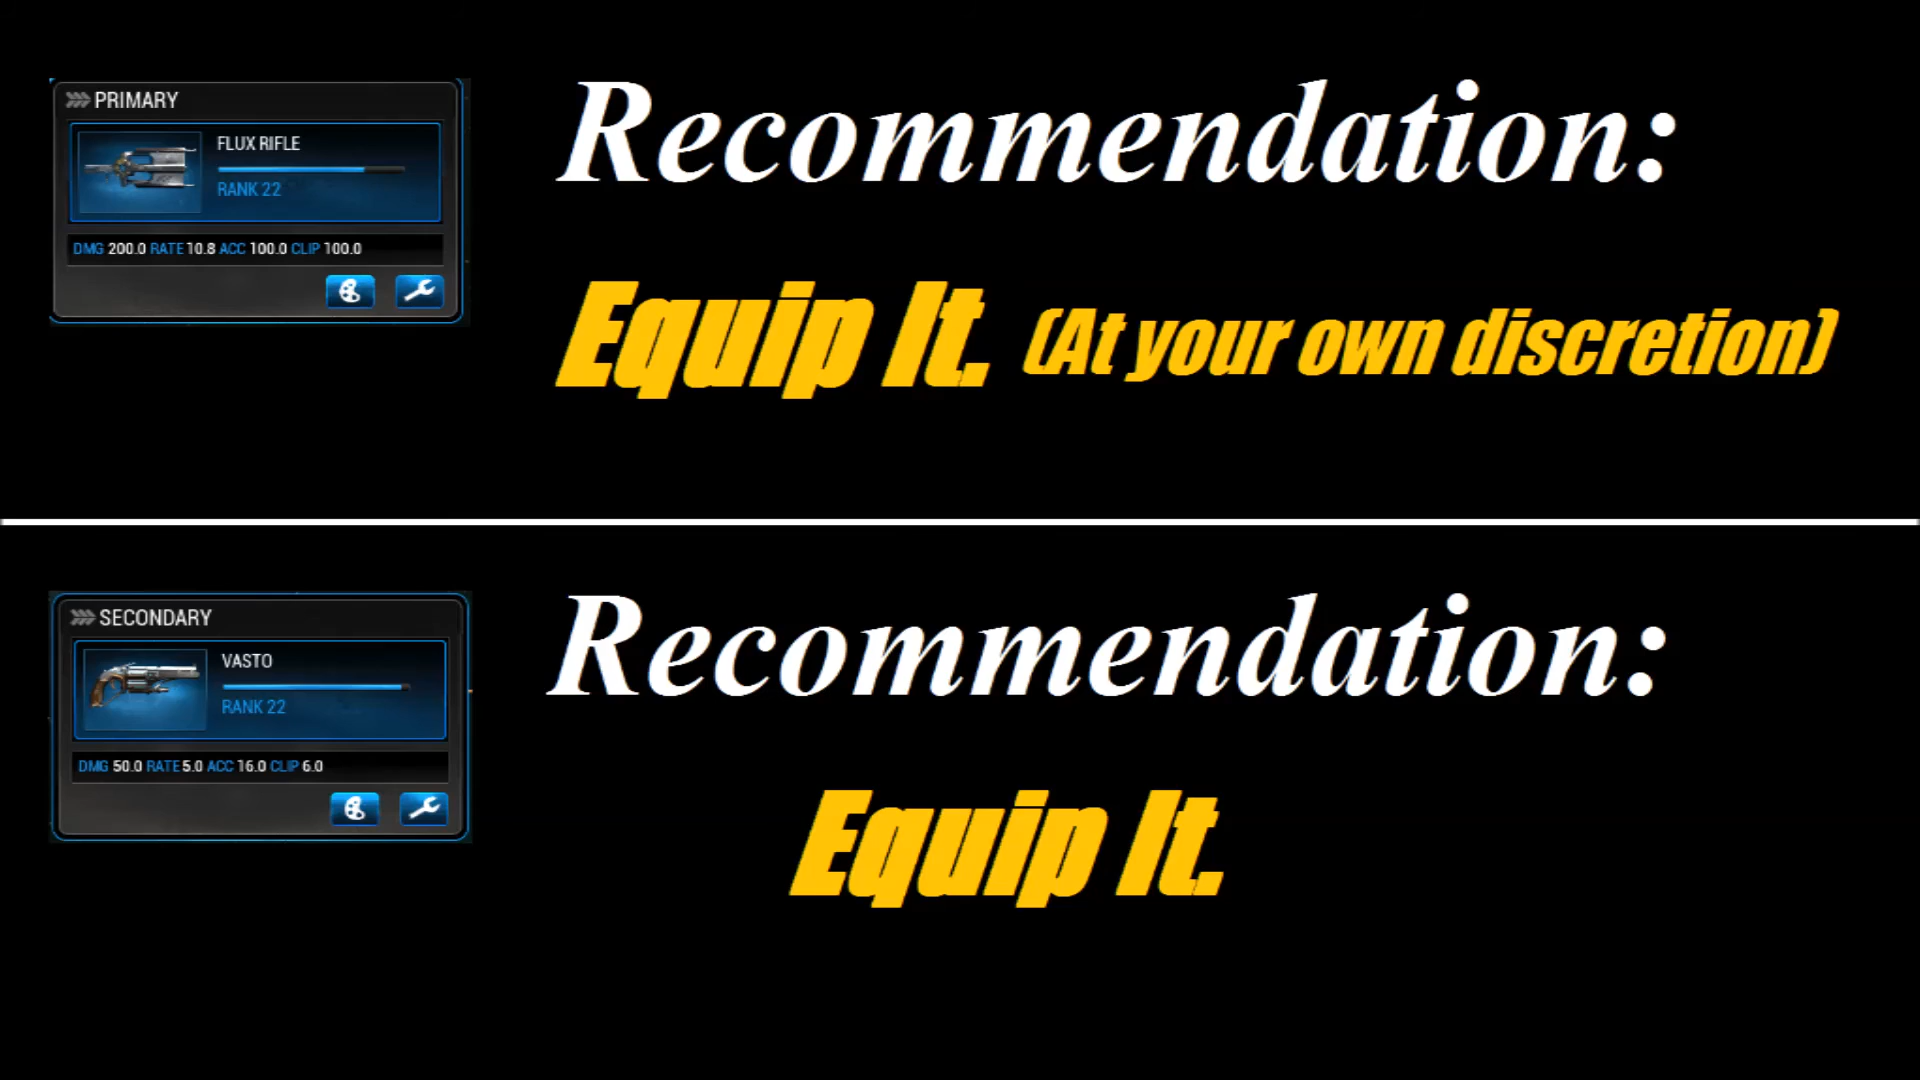 PRIMARY
FLUX RIFLE
RANK 22
DMG 200.0 RATE 10.8 ACC 100.0 CLIP 100.0
Recommendation:
Equip It. (At your own discretion)
SECONDARY
VASTO
RANK 22
DMG 50.0 RATE 5.0 ACC 16.0 CLIP 6.0
Recommendation:
Equip It.